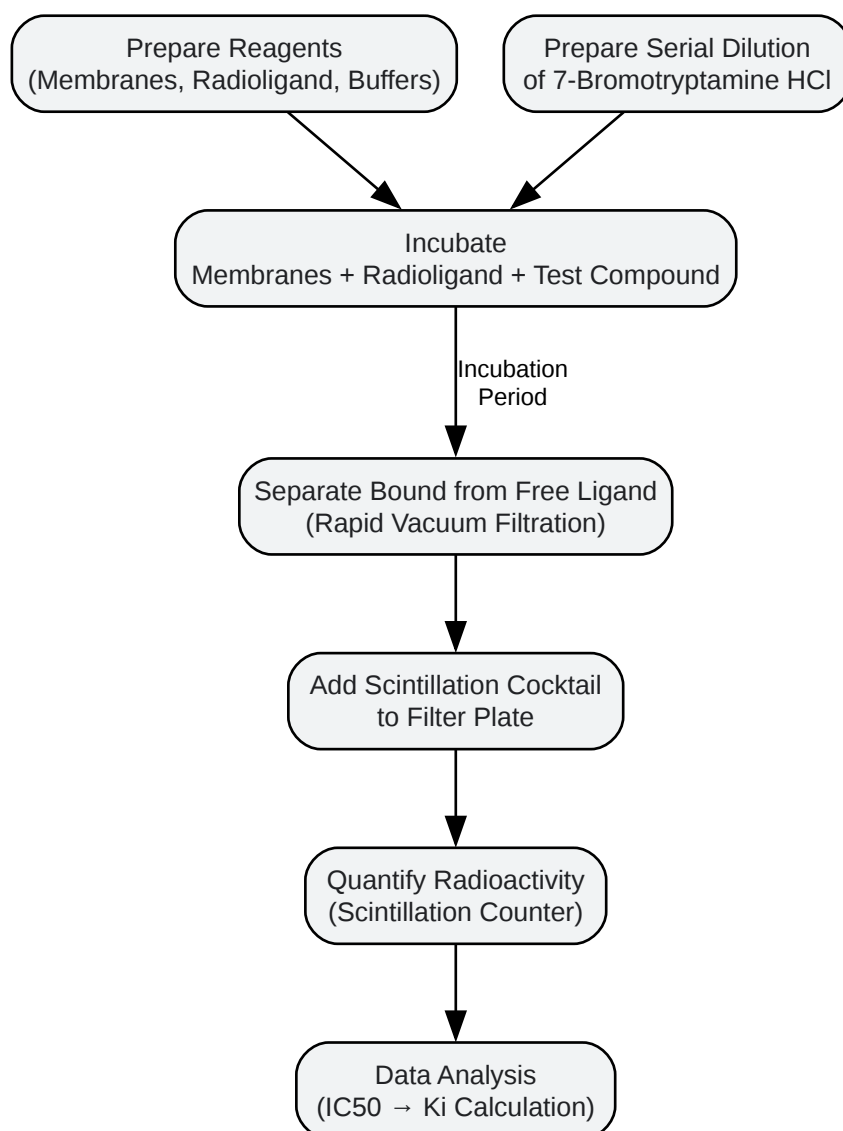 Prepare Reagents
(Membranes, Radioligand, Buffers)
Prepare Serial Dilution
of 7-Bromotryptamine HCl
Incubate
Membranes + Radioligand + Test Compound
Incubation
Period
Separate Bound from Free Ligand
(Rapid Vacuum Filtration)
Add Scintillation Cocktail
to Filter Plate
Quantify Radioactivity
(Scintillation Counter)
Data Analysis
(IC50 → Ki Calculation)